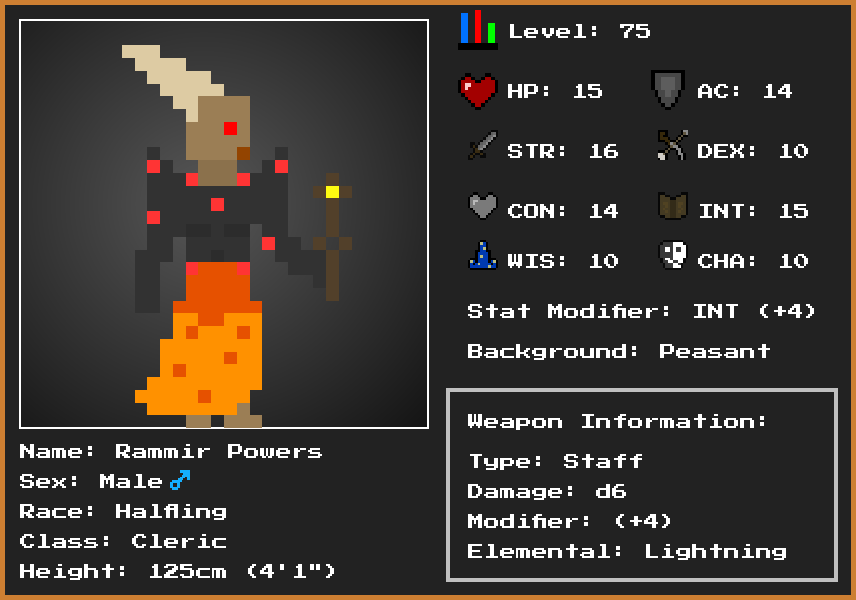 Level: 75
HP: 15
AC: 14
STR: 16
DEX: 10
CON: 14
INT: 15
WIS: 10
CHA: 10
Stat Modifier: INT (+4)
Background: Peasant
Name: Rammir Powers
Sex: Male ♂
Race: Halfling
Class: Cleric
Height: 125cm (4'1")
Weapon Information:
Type: Staff
Damage: d6
Modifier: (+4)
Elemental: Lightning